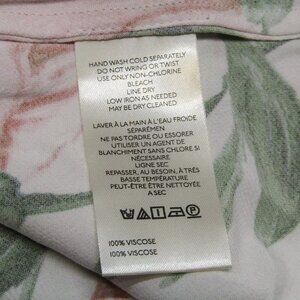 HAND WASH COLD SEPARATELY
DO NOT WRING OR TWIST
USE ONLY NON-CHLORINE
BLEACH
LINE DRY
LOW IRON AS NEEDED
MAY BE DRY CLEANED
LAVER À LA MAIN À L'EAU FROIDE
SÉPARÉMEN
NE PAS TORDRE OU ESSORER
UTILISER UN AGENT DE
BLANCHIMENT SANS CHLORE SI
NÉCESSAIRE
LIGNE SEC
REPASSER, AU BESOIN, À TRÈS
BASSE TEMPÉRATURE
PEUT-ÊTRE ÊTRE NETTOYÉE
A SEC
100% VISCOSE
100% VISCOSE